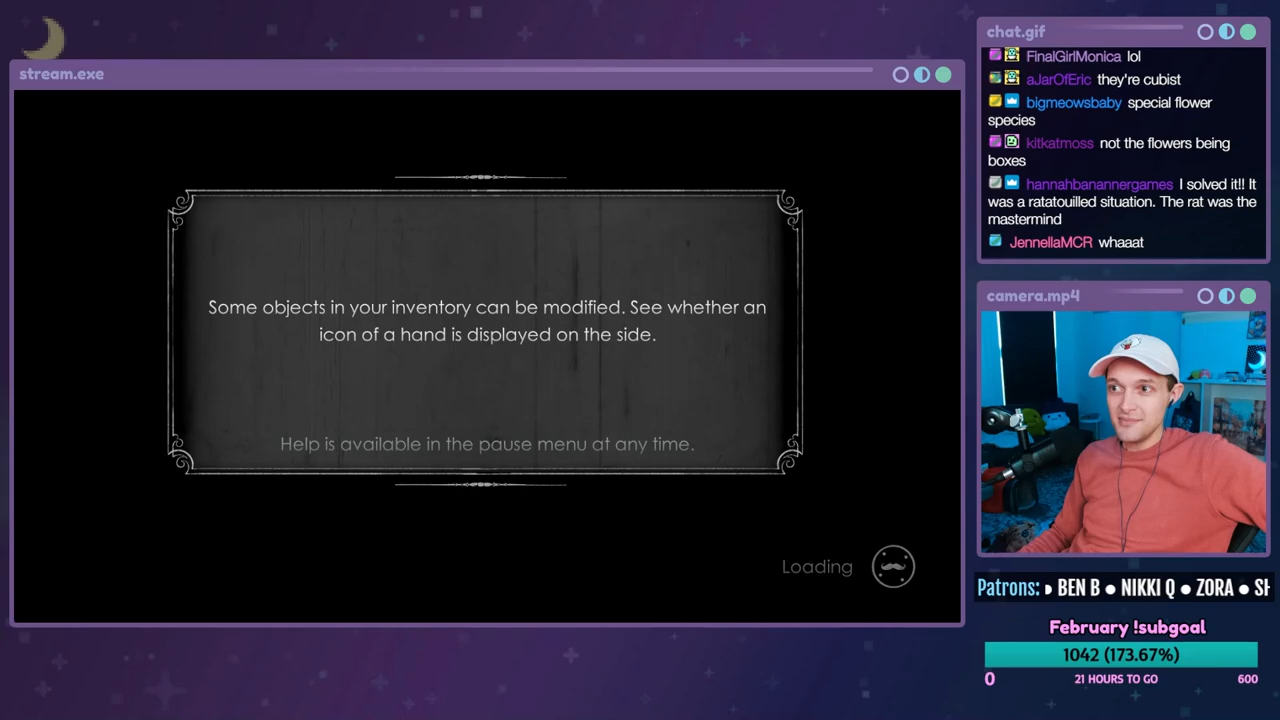 stream.exe
Some objects in your inventory can be modified. See whether an
icon of a hand is displayed on the side.
Help is available in the pause menu at any time.
Loading
chat.gif
FinalGirlMonica lol
aJarOfEric they're cubist
bigmeowsbaby special flower
species
kitkatmoss not the flowers being
boxes
hannahbanannergames I solved it!! It
was a ratatouilled situation. The rat was the
mastermind
JennellaMCR whaaat
camera.mp4
Patrons: BEN B ● NIKKI Q ● ZORA ●
February !subgoal
1042 (173.67%)
0 21 HOURS TO GO 600